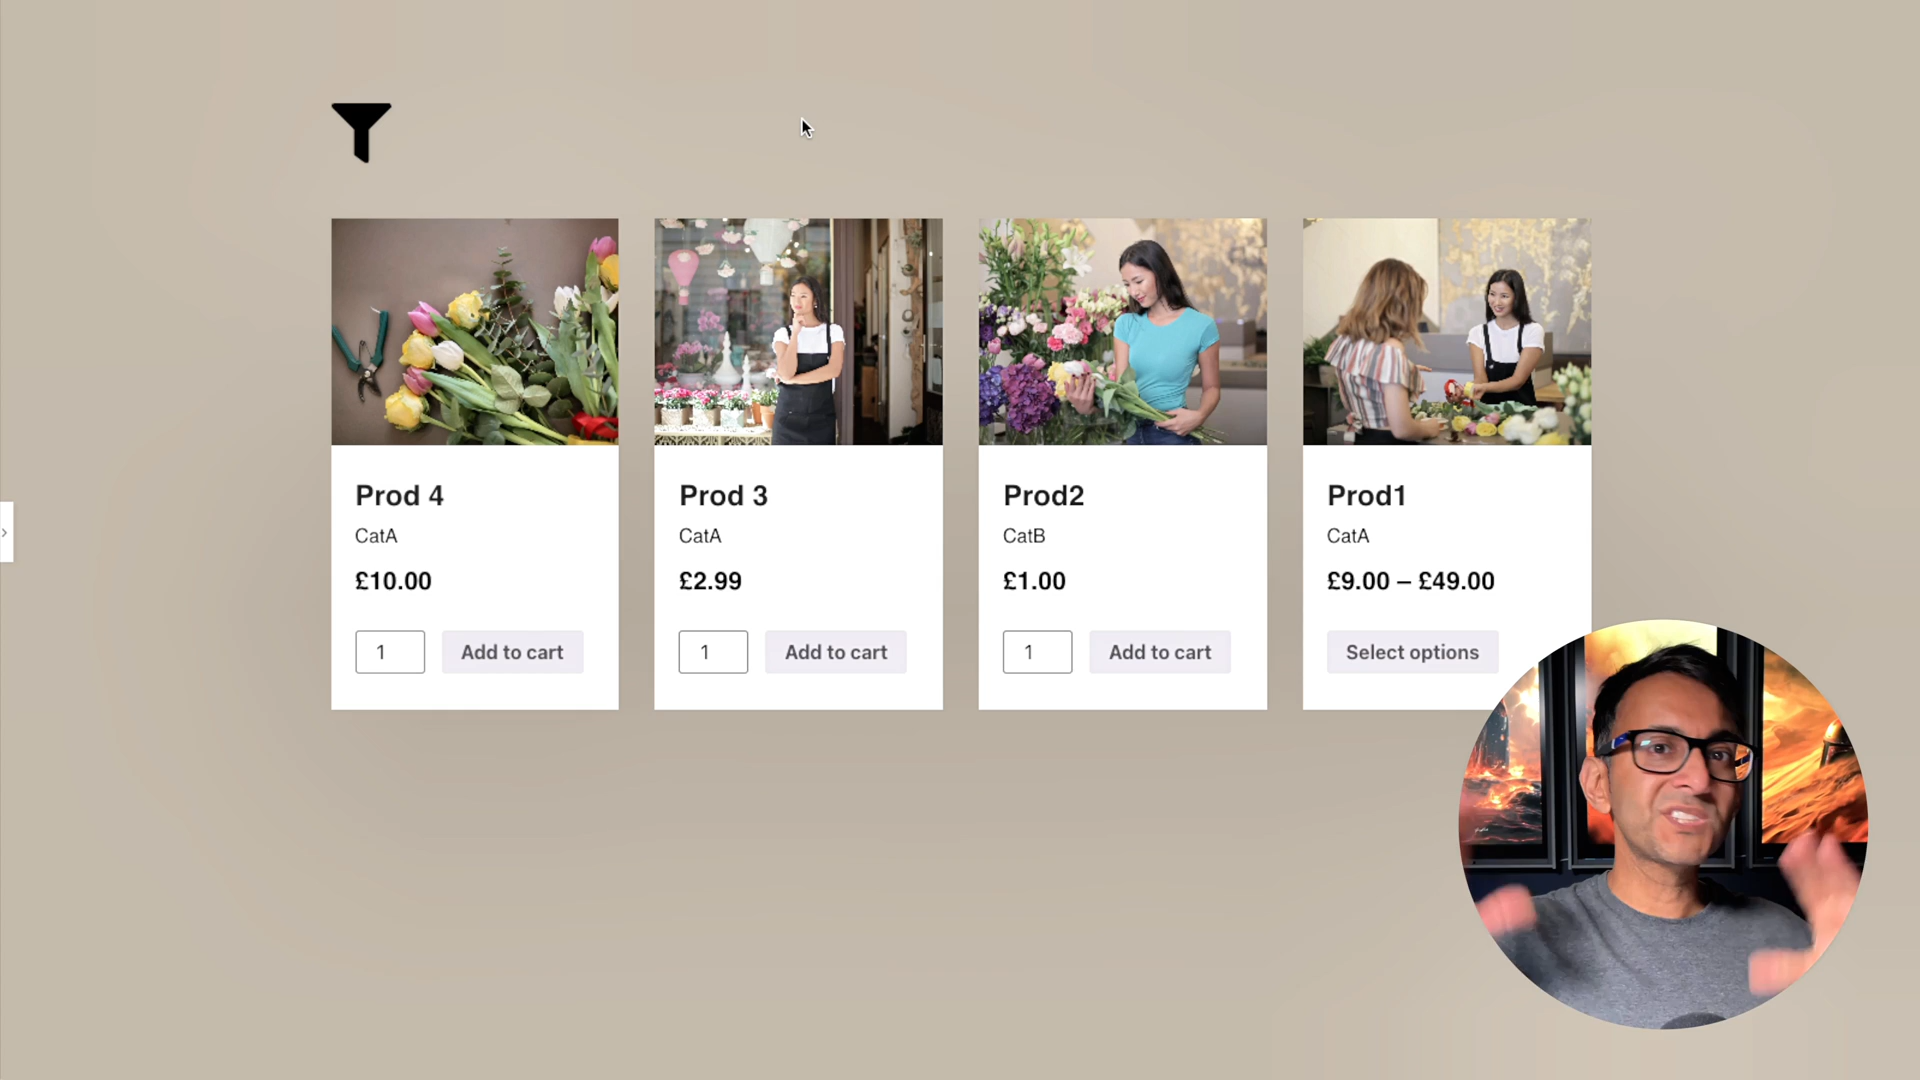 Prod 4
CatA
£10.00
1
Add to cart
Prod 3
CatA
£2.99
1
Add to cart
Prod2
CatB
£1.00
1
Add to cart
Prod1
CatA
£9.00 – £49.00
Select options